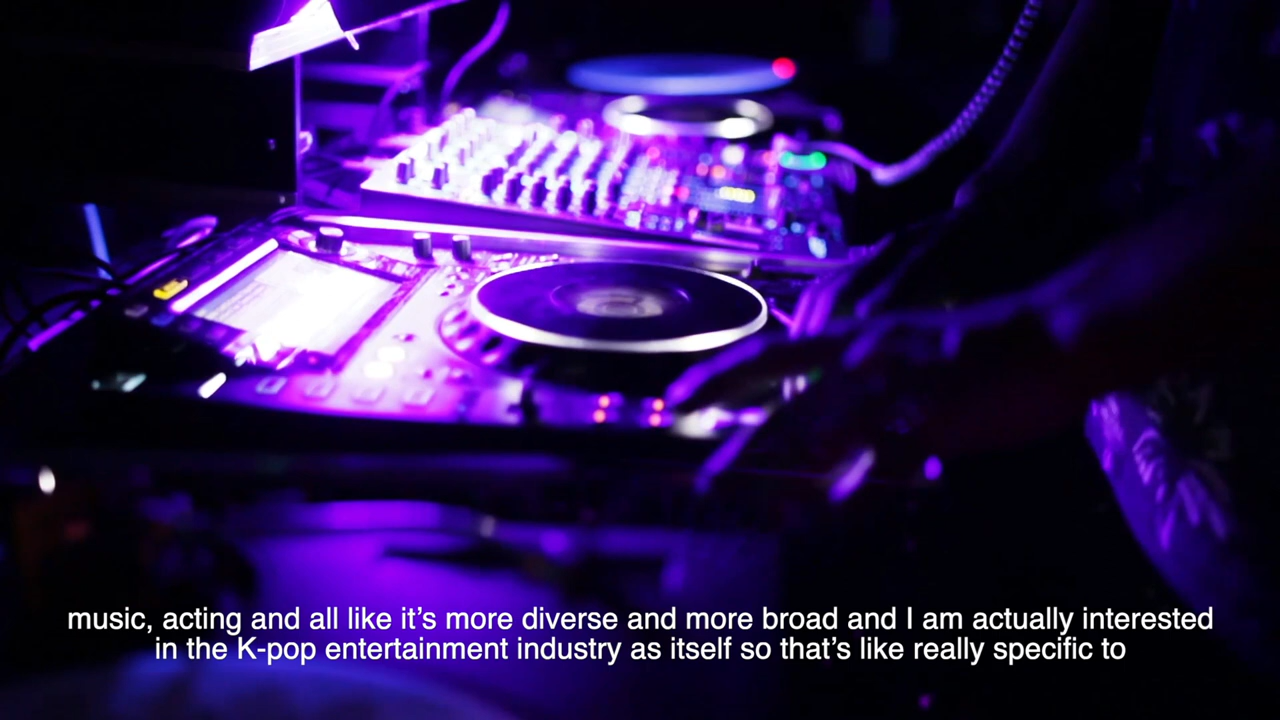 music, acting and all like it’s more diverse and more broad and I am actually interested
in the K-pop entertainment industry as itself so that’s like really specific to